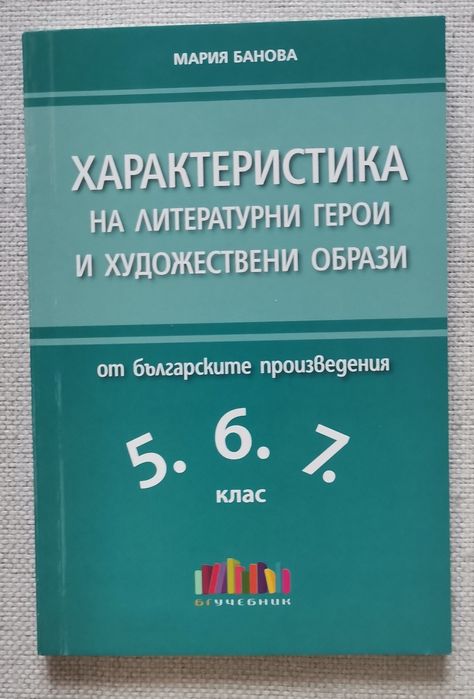 МАРИЯ БАНОВА
ХАРАКТЕРИСТИКА
НА ЛИТЕРАТУРНИ ГЕРОИ
И ХУДОЖЕСТВЕНИ ОБРАЗИ
от българските произведения
5. 6. 7.
клас
БГУЧЕБНИК